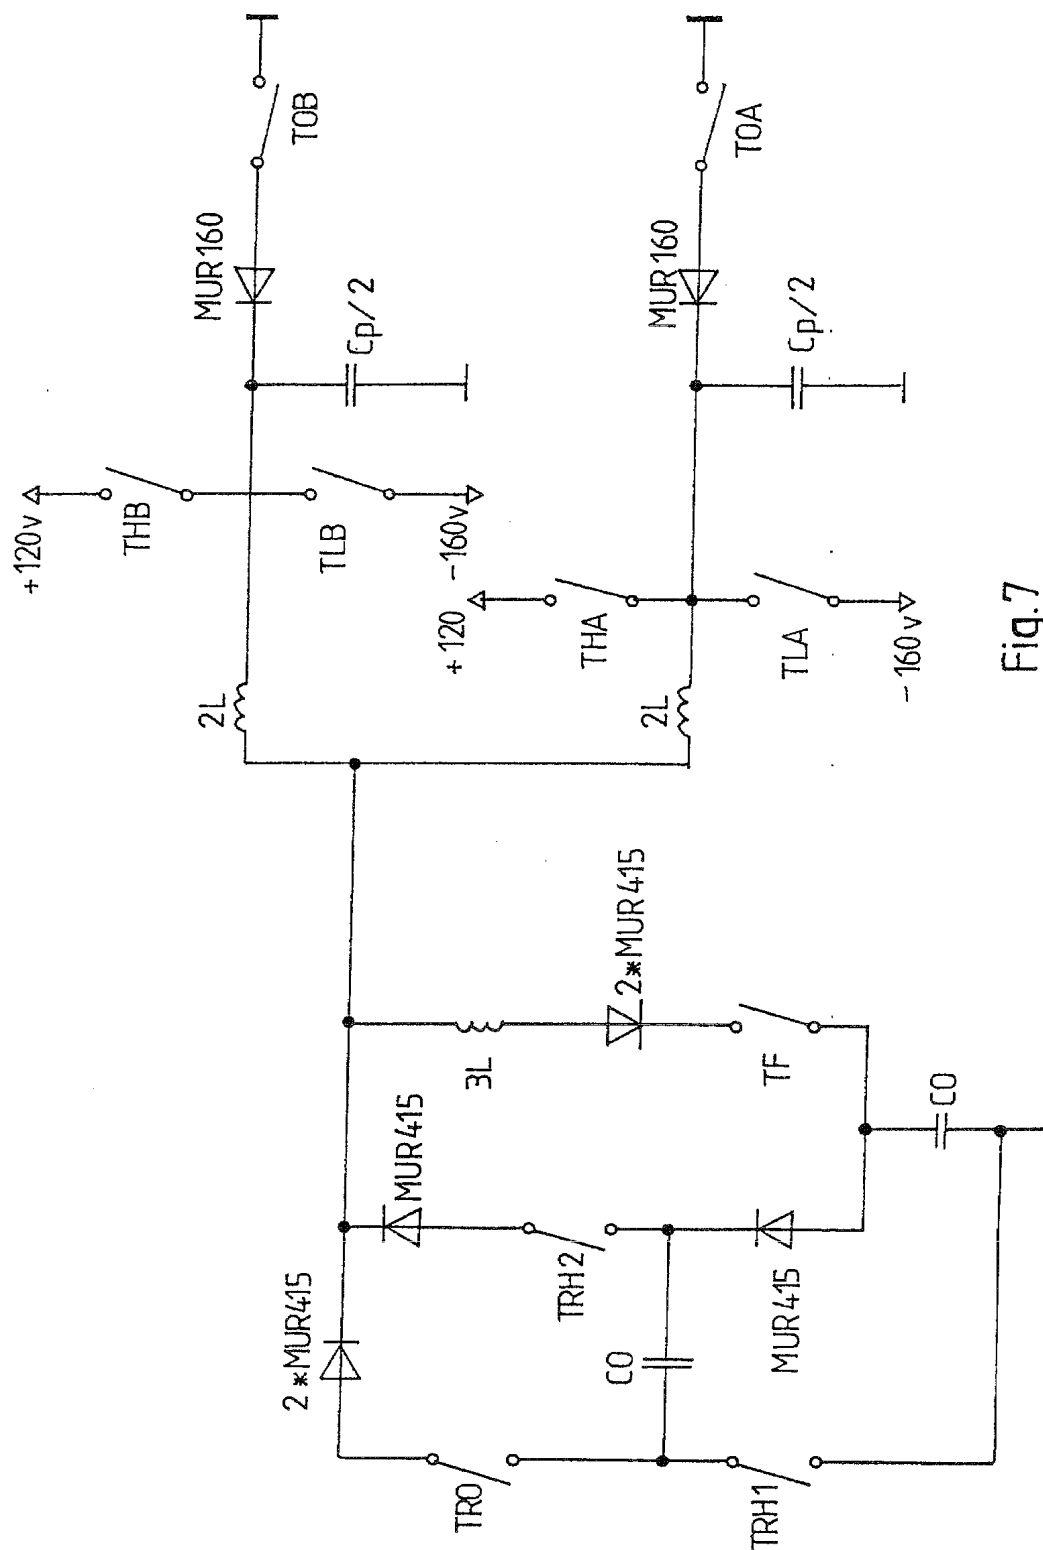 +120v
THB
2L
MUR160
2*MUR415
TOB
TLB
Cp/2
MUR415
-160v
+120
TR0
3L
TRH2
THA
CO
2*MUR415
2L
MUR160
TOA
TRH1
TF
MUR415
TLA
Cp/2
-160v
CO
Fig.7